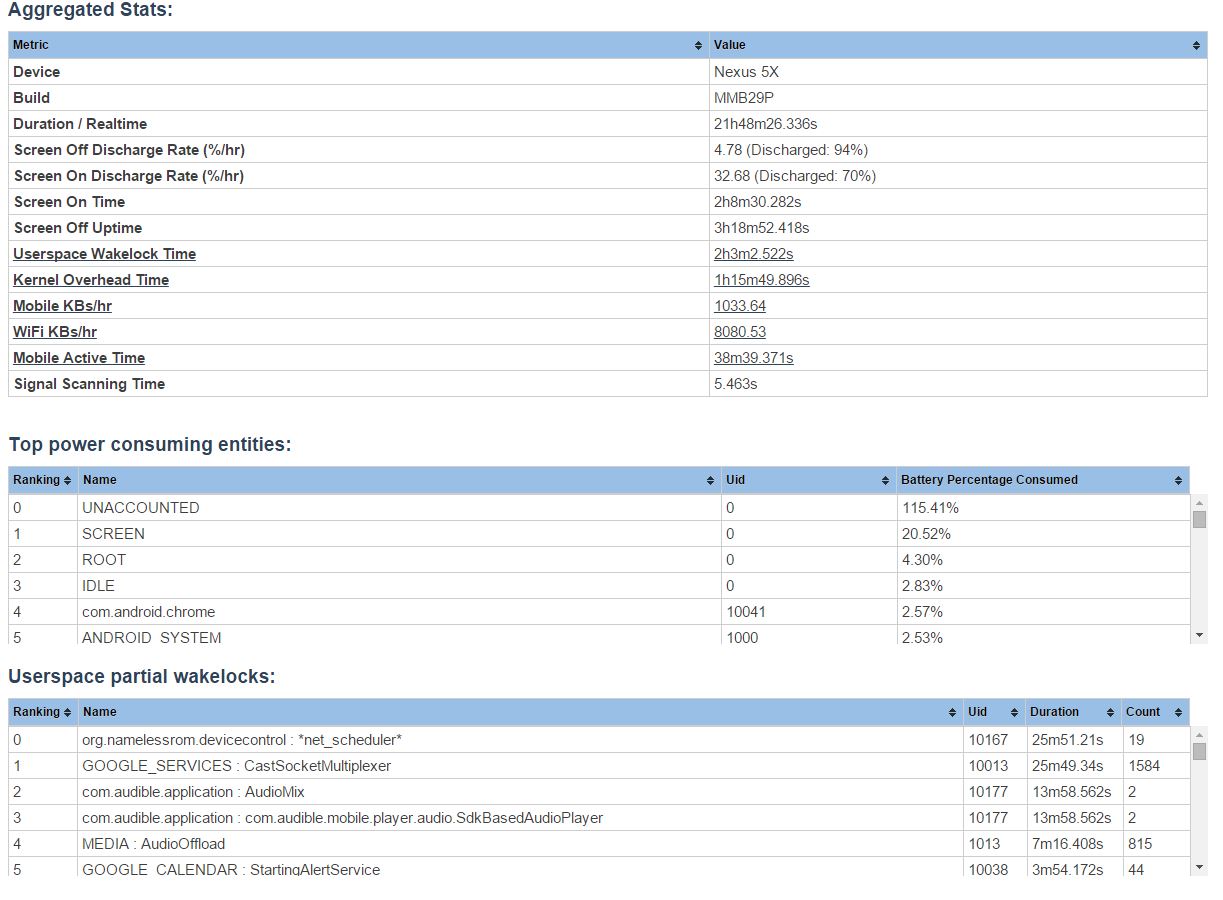 Aggregated Stats:
Metric Value
Device Nexus 5X
Build MMB29P
Duration / Realtime 21h48m26.336s
Screen Off Discharge Rate (%/hr) 4.78 (Discharged: 94%)
Screen On Discharge Rate (%/hr) 32.68 (Discharged: 70%)
Screen On Time 2h8m30.282s
Screen Off Uptime 3h18m52.418s
Userspace Wakelock Time 2h3m2.522s
Kernel Overhead Time 1h15m49.896s
Mobile KBs/hr 1033.64
WiFi KBs/hr 8080.53
Mobile Active Time 38m39.371s
Signal Scanning Time 5.463s
Top power consuming entities:
Ranking Name Uid Battery Percentage Consumed
0 UNACCOUNTED 0 115.41%
1 SCREEN 0 20.52%
2 ROOT 0 4.30%
3 IDLE 0 2.83%
4 com.android.chrome 10041 2.57%
5 ANDROID_SYSTEM 1000 2.53%
Userspace partial wakelocks:
Ranking Name Uid Duration Count
0 org.namelessrom.devicecontrol : *net_scheduler* 10167 25m51.21s 19
1 GOOGLE_SERVICES : CastSocketMultiplexer 10013 25m49.34s 1584
2 com.audible.application : AudioMix 10177 13m58.562s 2
3 com.audible.application : com.audible.mobile.player.audio.SdkBasedAudioPlayer 10177 13m58.562s 2
4 MEDIA : AudioOffload 1013 7m16.408s 815
5 GOOGLE_CALENDAR : StartingAlertService 10038 3m54.172s 44